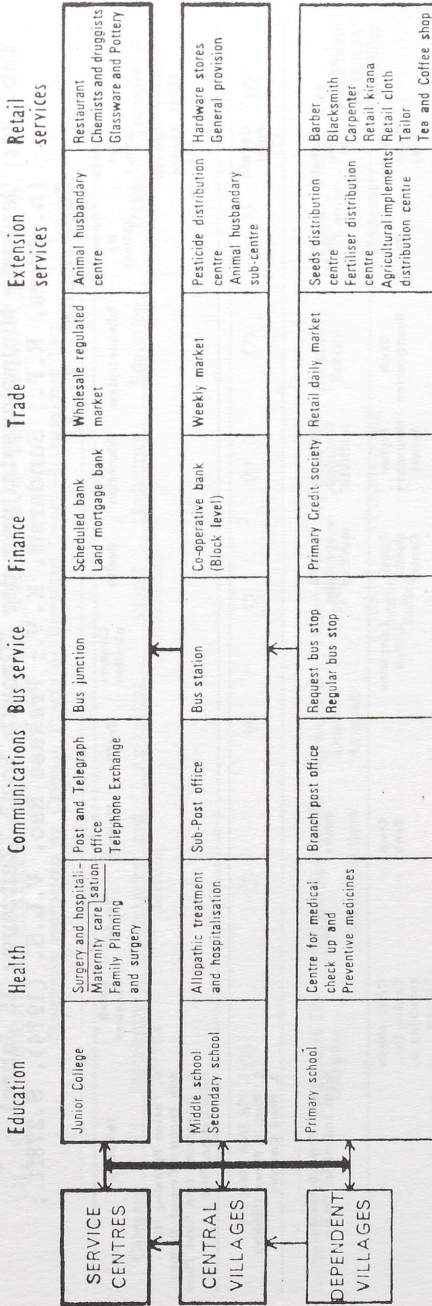 Education
Health
Communications
Bus service
Finance
Trade
Extension
services
Retail
services
SERVICE
CENTRES
Junior College
Surgery and hospitali-
sation
Maternity care
Family Planning
and surgery
Post and Telegraph
office
Telephone Exchange
Bus junction
Scheduled bank
Land mortgage bank
Wholesale regulated
market
Animal husbandary
centre
Restaurant
Chemists and druggists
Glassware and Pottery
CENTRAL
VILLAGES
Middle school
Secondary school
Allopathic treatment
and hospitalisation
Sub-Post office
Bus station
Co-operative bank
(Block level)
Weekly market
Pesticide distribution
centre Animal husbandary
sub-centre
Hardware stores
General provision
DEPENDENT
VILLAGES
Primary school
Centre for medical
check up and
Preventive medicines
Branch post office
Request bus stop
Regular bus stop
Primary Credit society
Retail daily market
Seeds distribution
centre
Fertiliser distribution
centre
Agricultural implements
distribution centre
Barber
Blacksmith
Carpenter
Retail kirana
Retail cloth
Tailor
Tea and Coffee shop